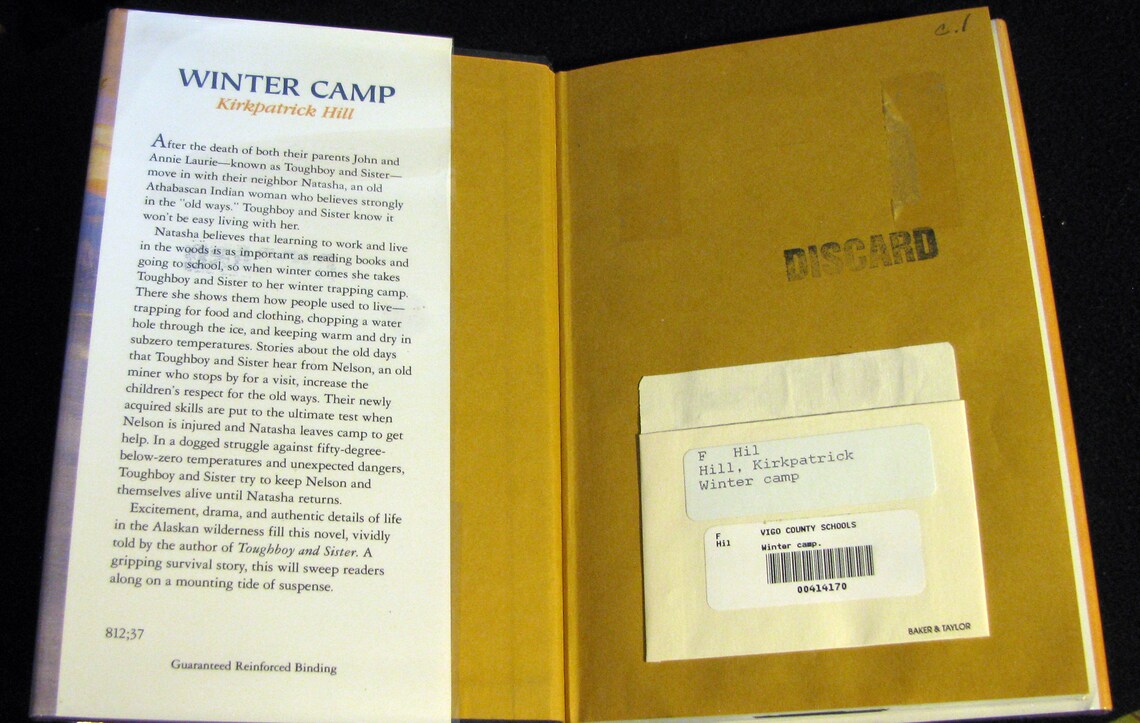 WINTER CAMP
Kirkpatrick Hill
After the death of both their parents John and
Annie Laurie—known as Toughboy and Sister—
move in with their neighbor Natasha, an old
Athabascan Indian woman who believes strongly
in the "old ways." Toughboy and Sister know it
won't be easy living with her.
Natasha believes that learning to work and live
in the woods is as important as reading books and
going to school, so when winter comes she takes
Toughboy and Sister to her winter trapping camp.
There she shows them how people used to live—
trapping for food and clothing, chopping a water
hole through the ice, and keeping warm and dry in
subzero temperatures. Stories about the old days
that Toughboy and Sister hear from Nelson, an old
miner who stops by for a visit, increase the
children's respect for the old ways. Their newly
acquired skills are put to the ultimate test when
Nelson is injured and Natasha leaves camp to get
help. In a dogged struggle against fifty-degree-
below-zero temperatures and unexpected dangers,
Toughboy and Sister try to keep Nelson and
themselves alive until Natasha returns.
Excitement, drama, and authentic details of life
in the Alaskan wilderness fill this novel, vividly
told by the author of Toughboy and Sister. A
gripping survival story, this will sweep readers
along on a mounting tide of suspense.
812;37
Guaranteed Reinforced Binding
c.1
DISCARD
F Hil
Hill, Kirkpatrick
Winter camp
F VIGO COUNTY SCHOOLS
Hil Winter camp.
00414170
BAKER & TAYLOR